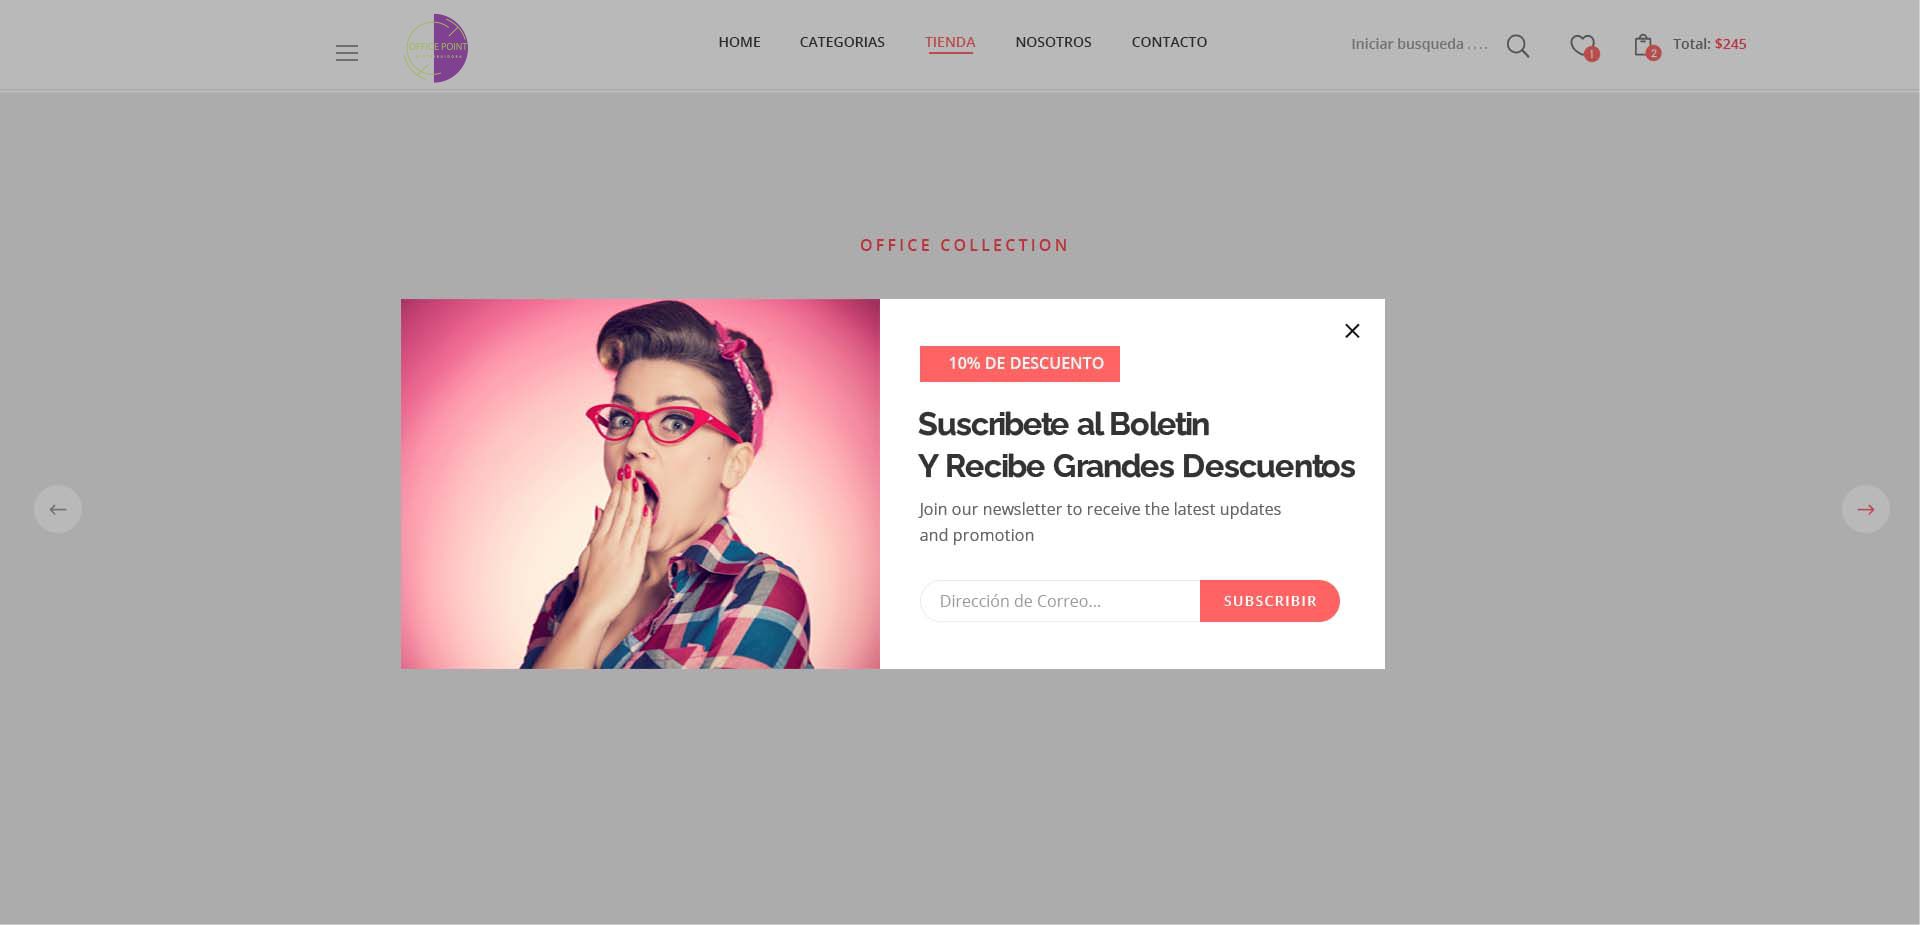 OFFICE POINT
HOME
CATEGORIAS
TIENDA
NOSOTROS
CONTACTO
Iniciar busqueda ....
1
2
Total: $245
OFFICE COLLECTION
10% DE DESCUENTO
Suscribete al Boletin
Y Recibe Grandes Descuentos
Join our newsletter to receive the latest updates
and promotion
Dirección de Correo...
SUBSCRIBIR